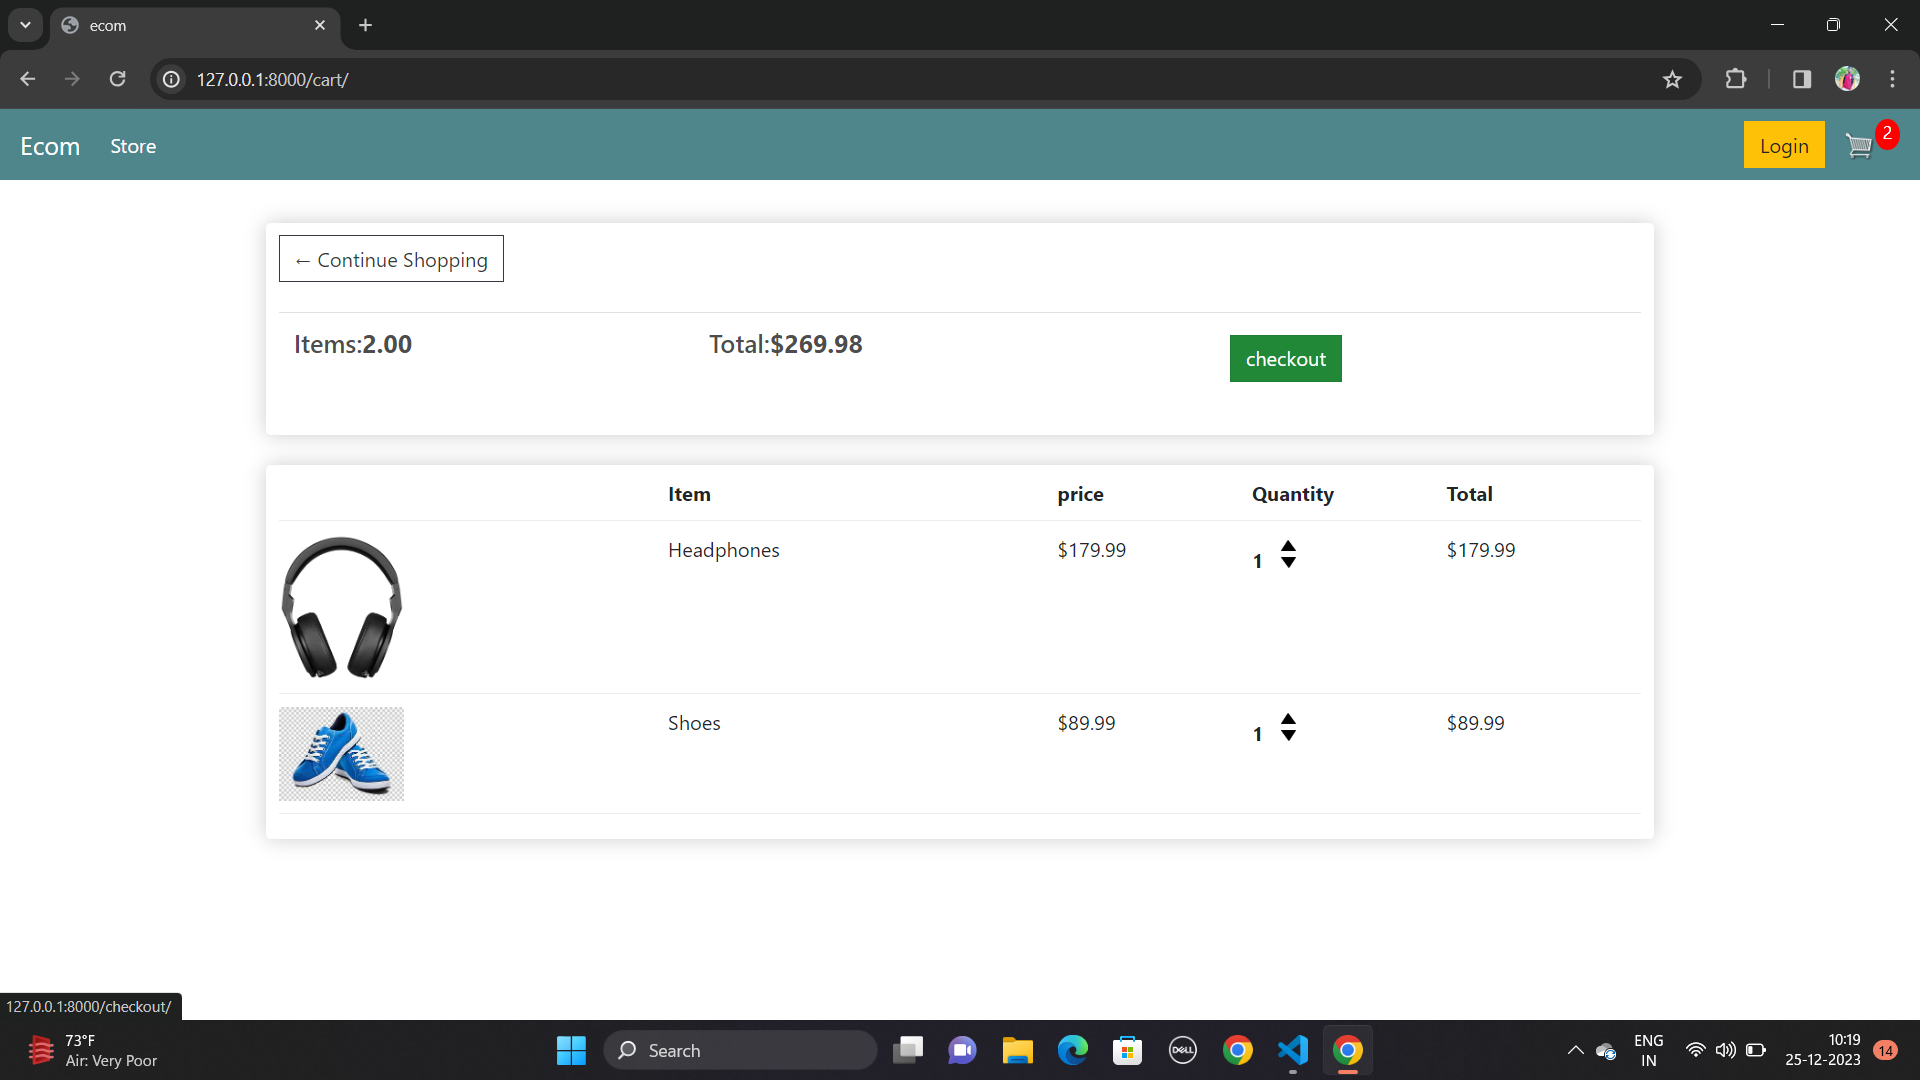 ecom
127.0.0.1:8000/cart/
Ecom Store Login 2
← Continue Shopping
Items:2.00 Total:$269.98 checkout
Item price Quantity Total
Headphones $179.99 1 $179.99
Shoes $89.99 1 $89.99
127.0.0.1:8000/checkout/
73°F
Air: Very Poor
Search
DELL
ENG
IN
10:19
25-12-2023
14